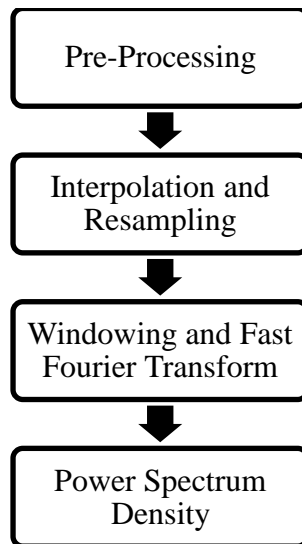 Pre-Processing
Interpolation and
Resampling
Windowing and Fast
Fourier Transform
Power Spectrum
Density